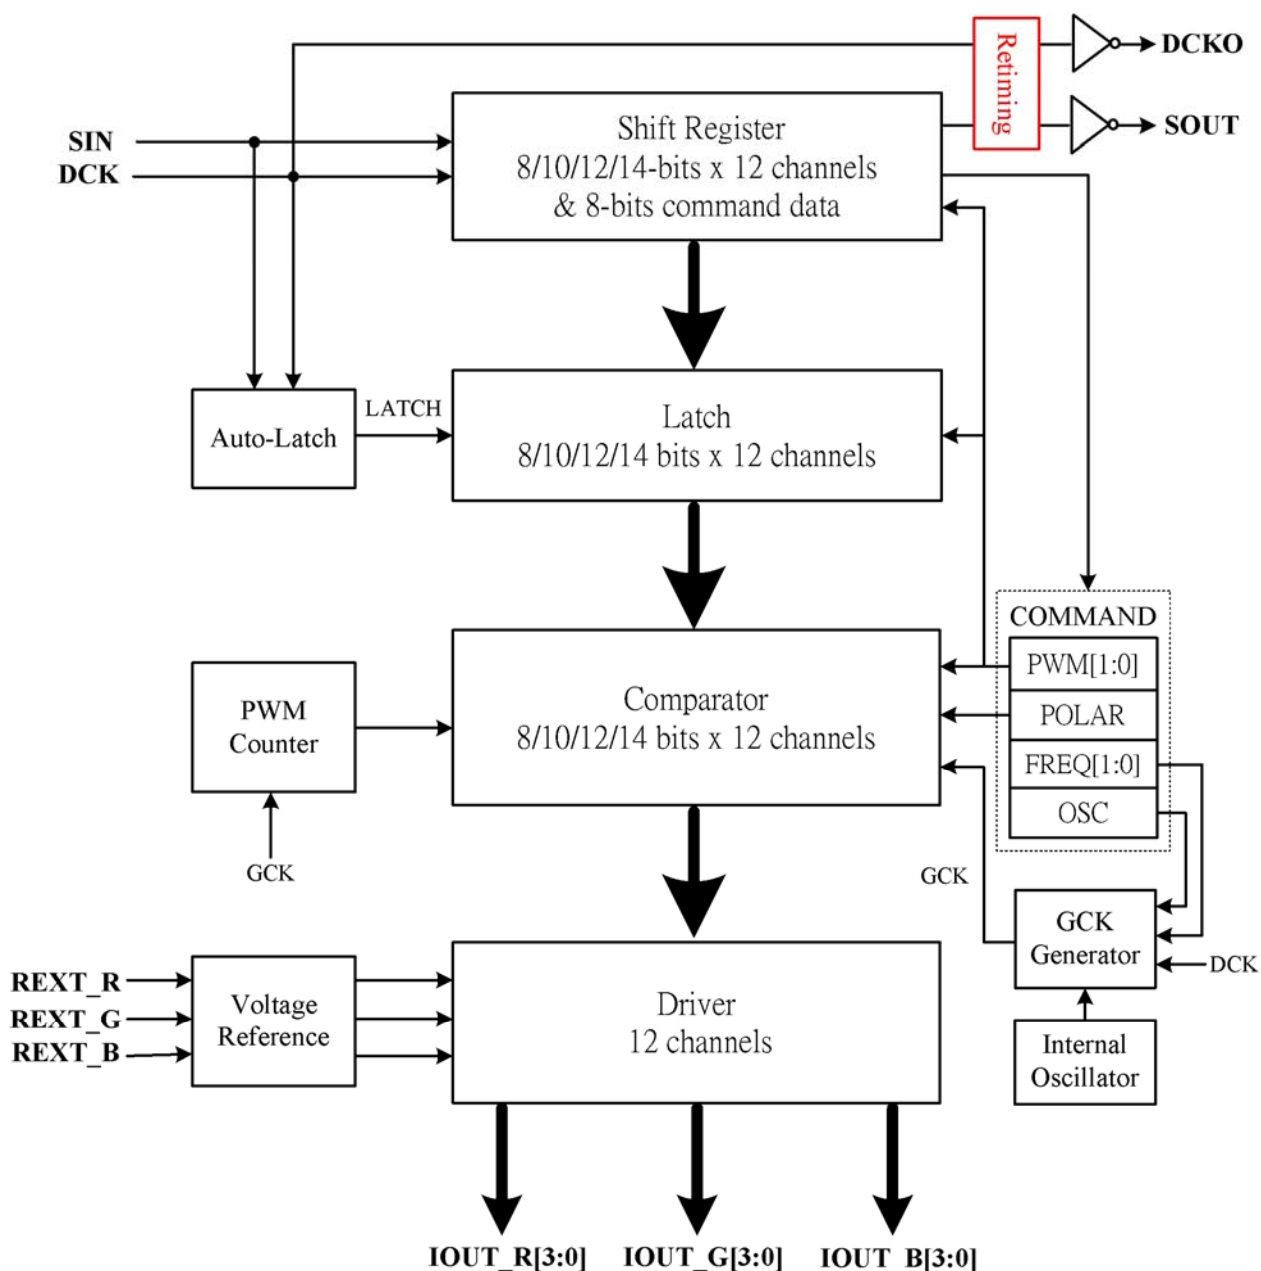 DCKO
Retiming
SOUT
SIN
DCK
Shift Register
8/10/12/14-bits x 12 channels
& 8-bits command data
LATCH
Auto-Latch
Latch
8/10/12/14 bits x 12 channels
COMMAND
PWM[1:0]
POLAR
FREQ[1:0]
OSC
PWM
Counter
Comparator
8/10/12/14 bits x 12 channels
GCK
GCK
GCK
Generator
DCK
REXT_R
REXT_G
REXT_B
Voltage
Reference
Driver
12 channels
Internal
Oscillator
IOUT_R[3:0]
IOUT_G[3:0]
IOUT_B[3:0]